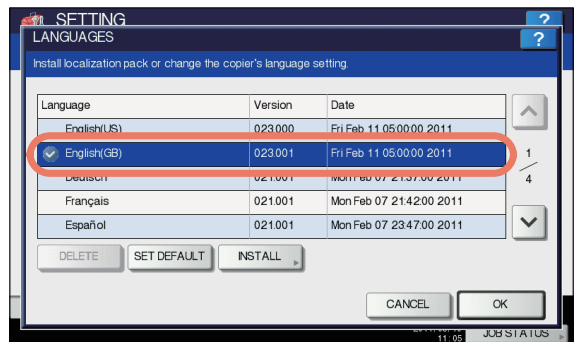 SETTING ?
LANGUAGES ?
Install localization pack or change the copier's language setting.
Language Version Date
English(US) 023.000 Fri Feb 11 05:00:00 2011
English(GB) 023.001 Fri Feb 11 05:00:00 2011
Deutsch 021.001 Mon Feb 07 21:37:00 2011
Français 021.001 Mon Feb 07 21:42:00 2011
Español 021.001 Mon Feb 07 23:47:00 2011
1
4
DELETE SET DEFAULT INSTALL
CANCEL OK
11:05 JOB STATUS